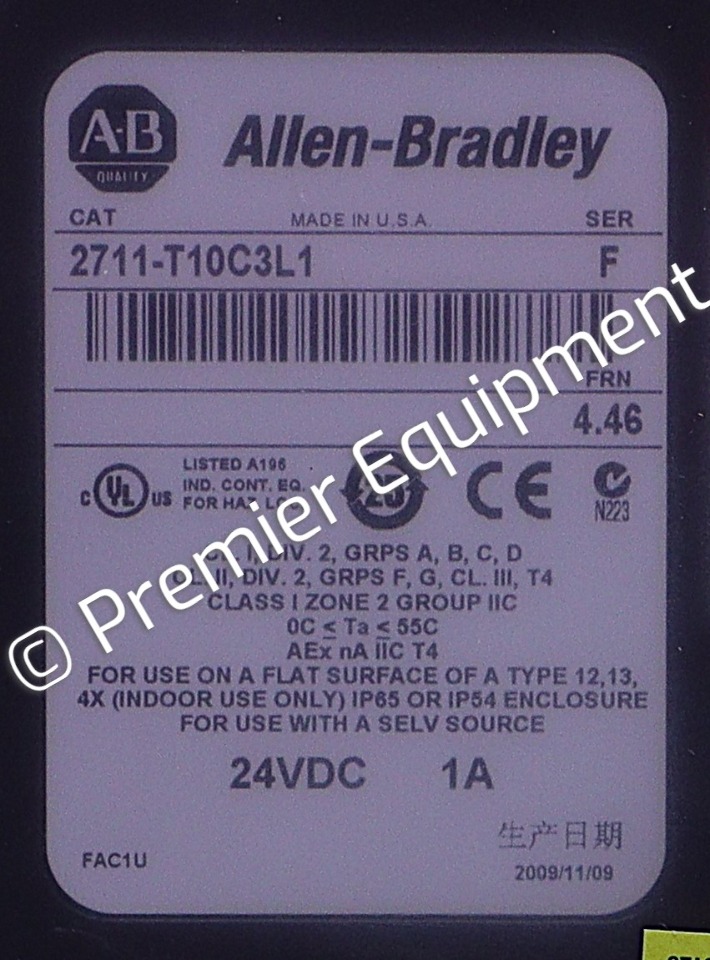 A-B
QUALITY
Allen-Bradley
CAT MADE IN U.S.A. SER
2711-T10C3L1 F
FRN
4.46
C UL US
LISTED A196
IND. CONT. EQ.
FOR HAZ. LOC.
25
CE
N223
CL. I, DIV. 2, GRPS A, B, C, D
CL. II, DIV. 2, GRPS F, G, CL. III, T4
CLASS I ZONE 2 GROUP IIC
0C ≤ Ta ≤ 55C
AEx nA IIC T4
FOR USE ON A FLAT SURFACE OF A TYPE 12,13,
4X (INDOOR USE ONLY) IP65 OR IP54 ENCLOSURE
FOR USE WITH A SELV SOURCE
24VDC 1A
生产日期
FAC1U 2009/11/09
© Premier Equipment